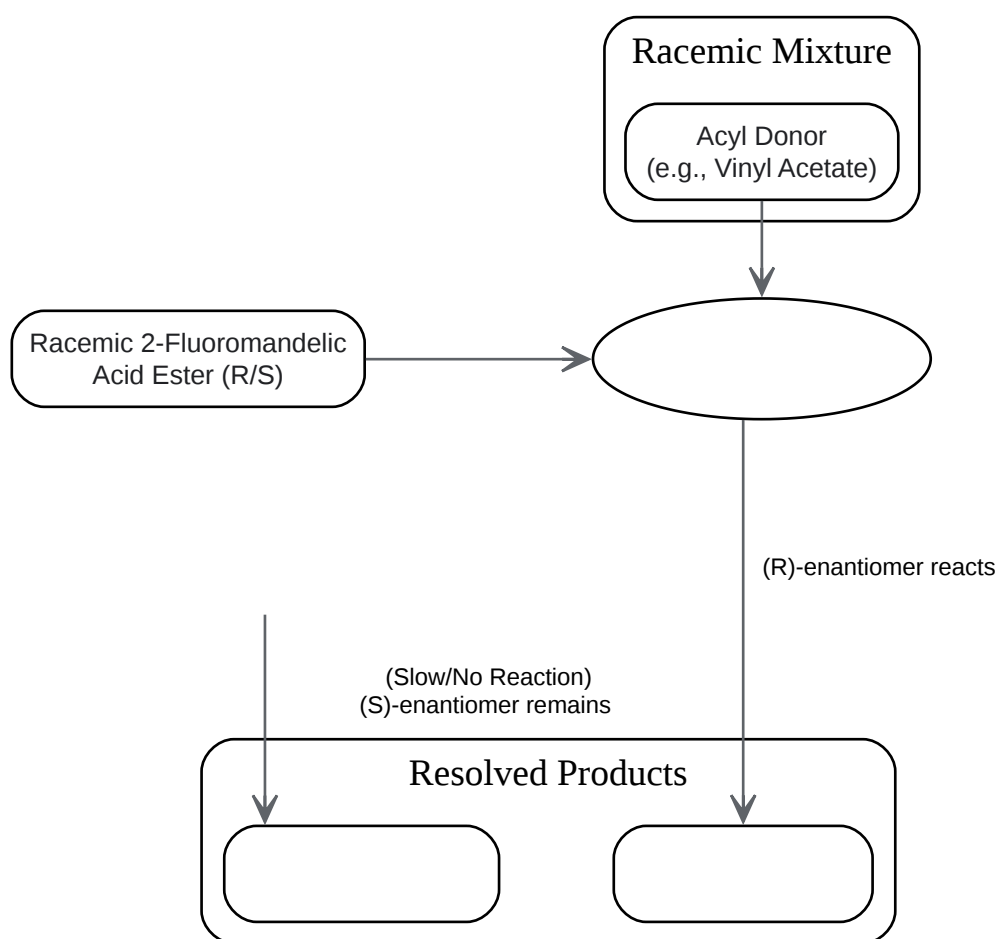 Racemic Mixture
Acyl Donor
(e.g., Vinyl Acetate)
Racemic 2-Fluoromandelic
Acid Ester (R/S)
(R)-enantiomer reacts
(Slow/No Reaction)
(S)-enantiomer remains
Resolved Products